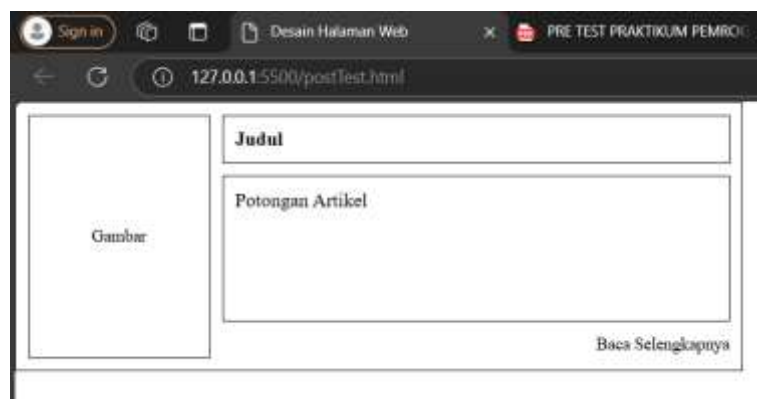 Sign in
Desain Halaman Web
PRE TEST PRAKTIKUM PEMROG
127.0.0.1:5500/postTest.html
Judul
Potongan Artikel
Gambar
Baca Selengkapnya